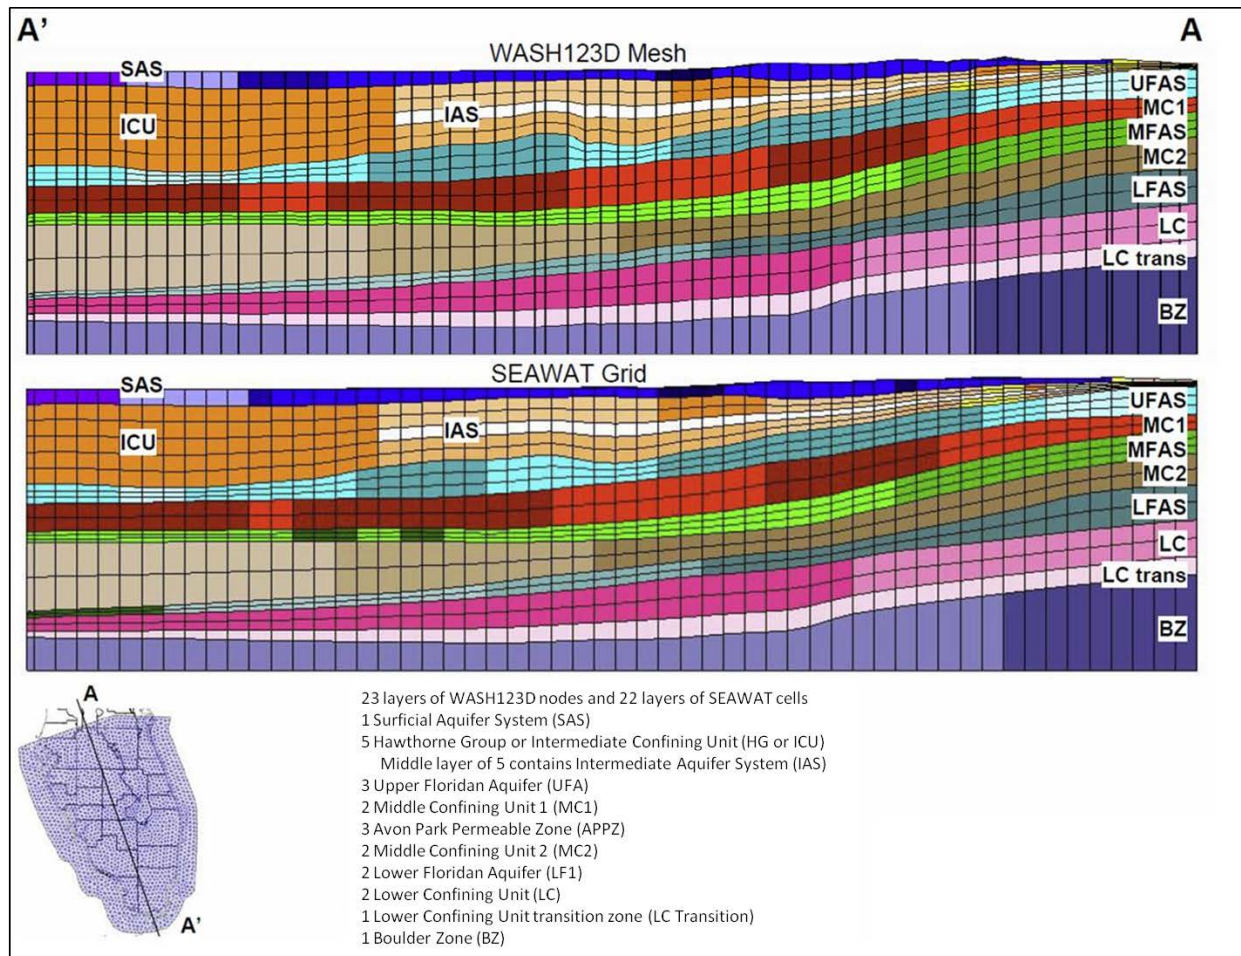 A’
A
WASH123D Mesh
SAS
ICU
IAS
UFAS
MC1
MFAS
MC2
LFAS
LC
LC trans
BZ
SEAWAT Grid
SAS
ICU
IAS
UFAS
MC1
MFAS
MC2
LFAS
LC
LC trans
BZ
A
A’
23 layers of WASH123D nodes and 22 layers of SEAWAT cells
1 Surficial Aquifer System (SAS)
5 Hawthorne Group or Intermediate Confining Unit (HG or ICU)
Middle layer of 5 contains Intermediate Aquifer System (IAS)
3 Upper Floridan Aquifer (UFA)
2 Middle Confining Unit 1 (MC1)
3 Avon Park Permeable Zone (APPZ)
2 Middle Confining Unit 2 (MC2)
2 Lower Floridan Aquifer (LF1)
2 Lower Confining Unit (LC)
1 Lower Confining Unit transition zone (LC Transition)
1 Boulder Zone (BZ)